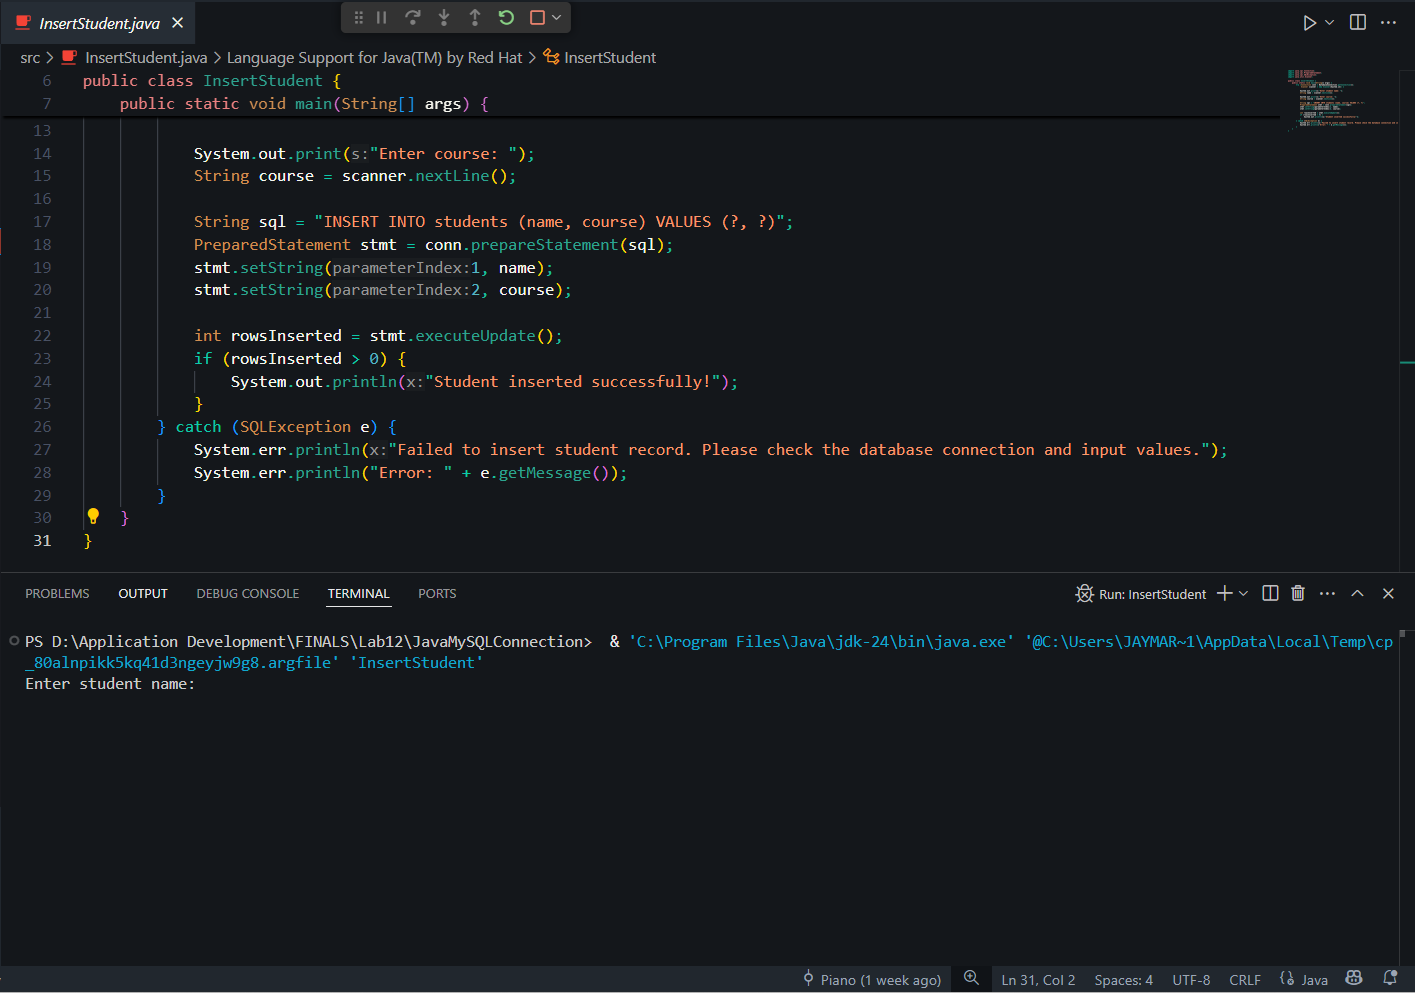 InsertStudent.java
src > InsertStudent.java > Language Support for Java(TM) by Red Hat > InsertStudent
6 public class InsertStudent {
7 public static void main(String[] args) {
13
14 System.out.print(s:"Enter course: ");
15 String course = scanner.nextLine();
16
17 String sql = "INSERT INTO students (name, course) VALUES (?, ?)";
18 PreparedStatement stmt = conn.prepareStatement(sql);
19 stmt.setString(parameterIndex:1, name);
20 stmt.setString(parameterIndex:2, course);
21
22 int rowsInserted = stmt.executeUpdate();
23 if (rowsInserted > 0) {
24 System.out.println(x:"Student inserted successfully!");
25 }
26 } catch (SQLException e) {
27 System.err.println(x:"Failed to insert student record. Please check the database connection and input values.");
28 System.err.println("Error: " + e.getMessage());
29 }
30 }
31 }
PROBLEMS OUTPUT DEBUG CONSOLE TERMINAL PORTS Run: InsertStudent
PS D:\Application Development\FINALS\Lab12\JavaMySQLConnection> & 'C:\Program Files\Java\jdk-24\bin\java.exe' '@C:\Users\JAYMAR~1\AppData\Local\Temp\cp
_80alnpikk5kq41d3ngeyjw9g8.argfile' 'InsertStudent'
Enter student name:
Piano (1 week ago) Ln 31, Col 2 Spaces: 4 UTF-8 CRLF Java